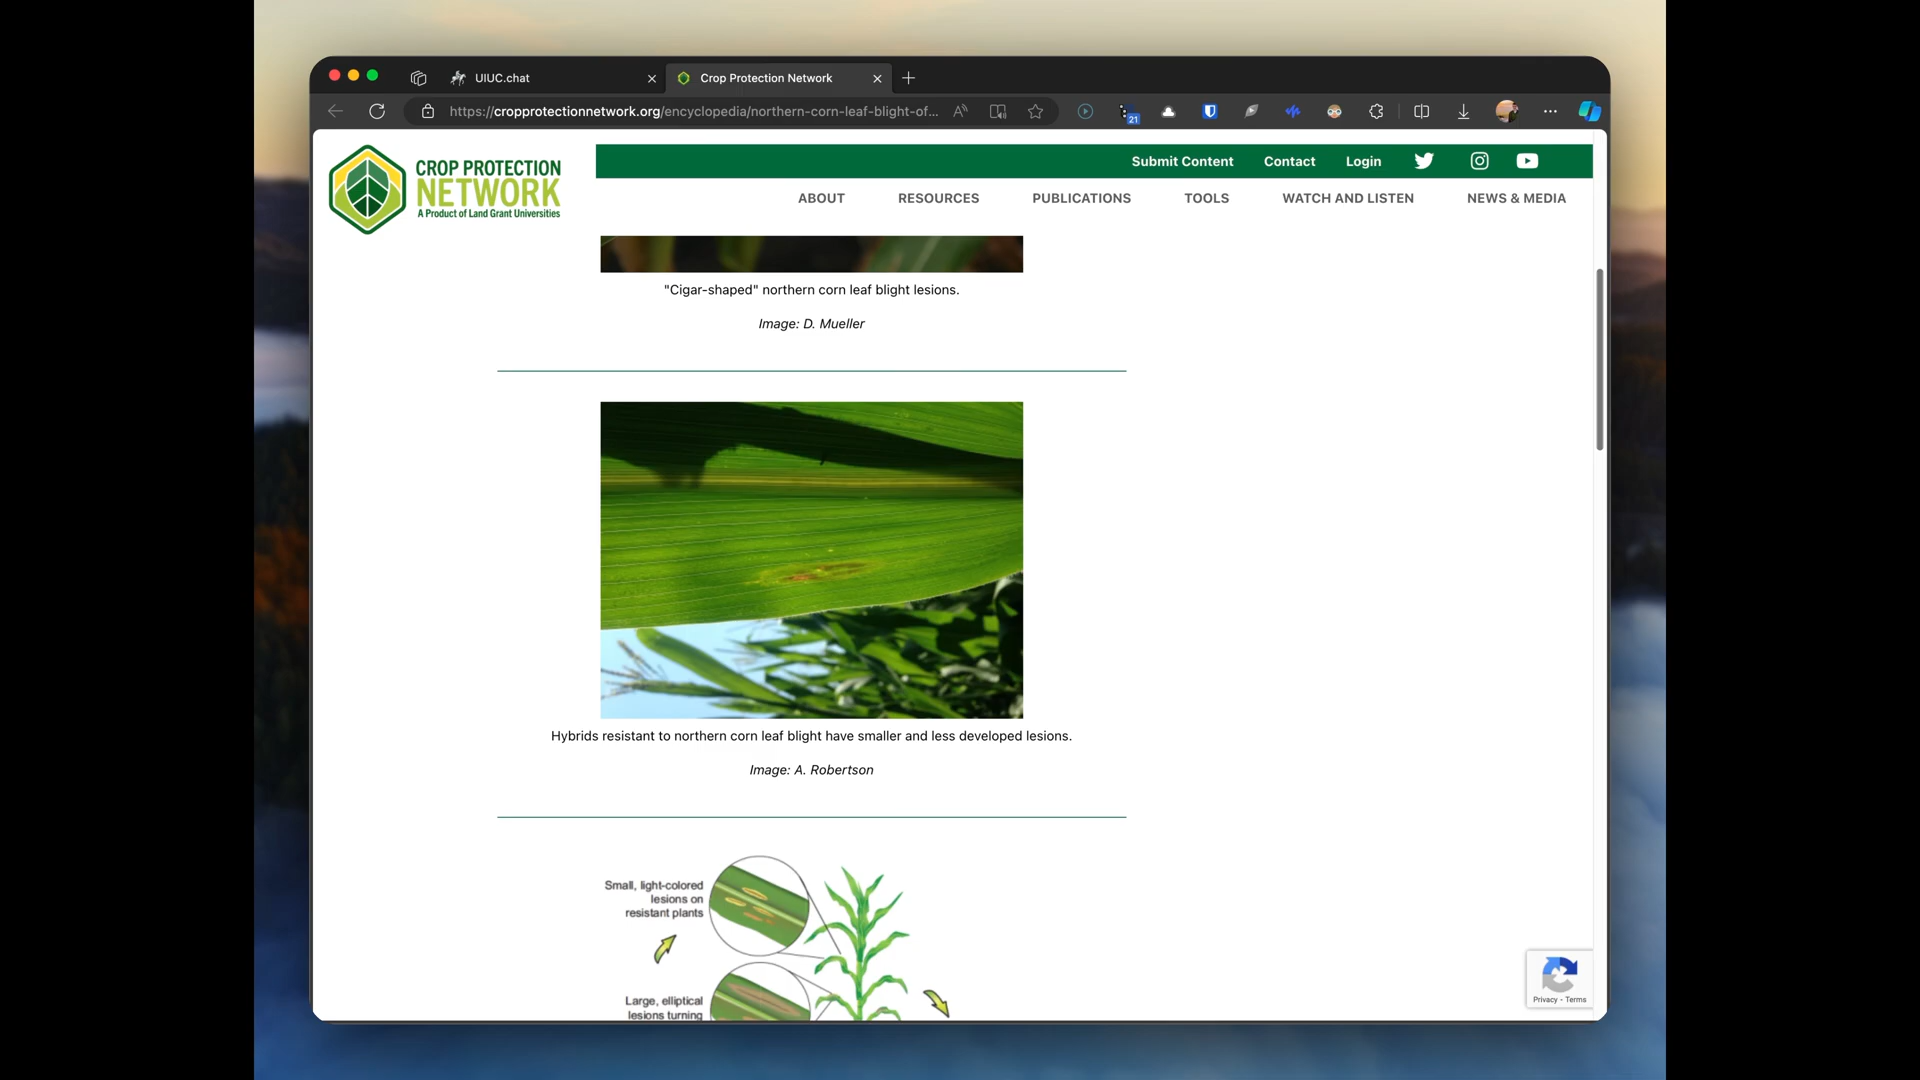 UIUC.chat
Crop Protection Network
https://cropprotectionnetwork.org/encyclopedia/northern-corn-leaf-blight-of...
21
CROP PROTECTION
NETWORK
A Product of Land Grant Universities
Submit Content Contact Login
ABOUT RESOURCES PUBLICATIONS TOOLS WATCH AND LISTEN NEWS & MEDIA
"Cigar-shaped" northern corn leaf blight lesions.
Image: D. Mueller
Hybrids resistant to northern corn leaf blight have smaller and less developed lesions.
Image: A. Robertson
Small, light-colored
lesions on
resistant plants
Large, elliptical
lesions turning
Privacy - Terms